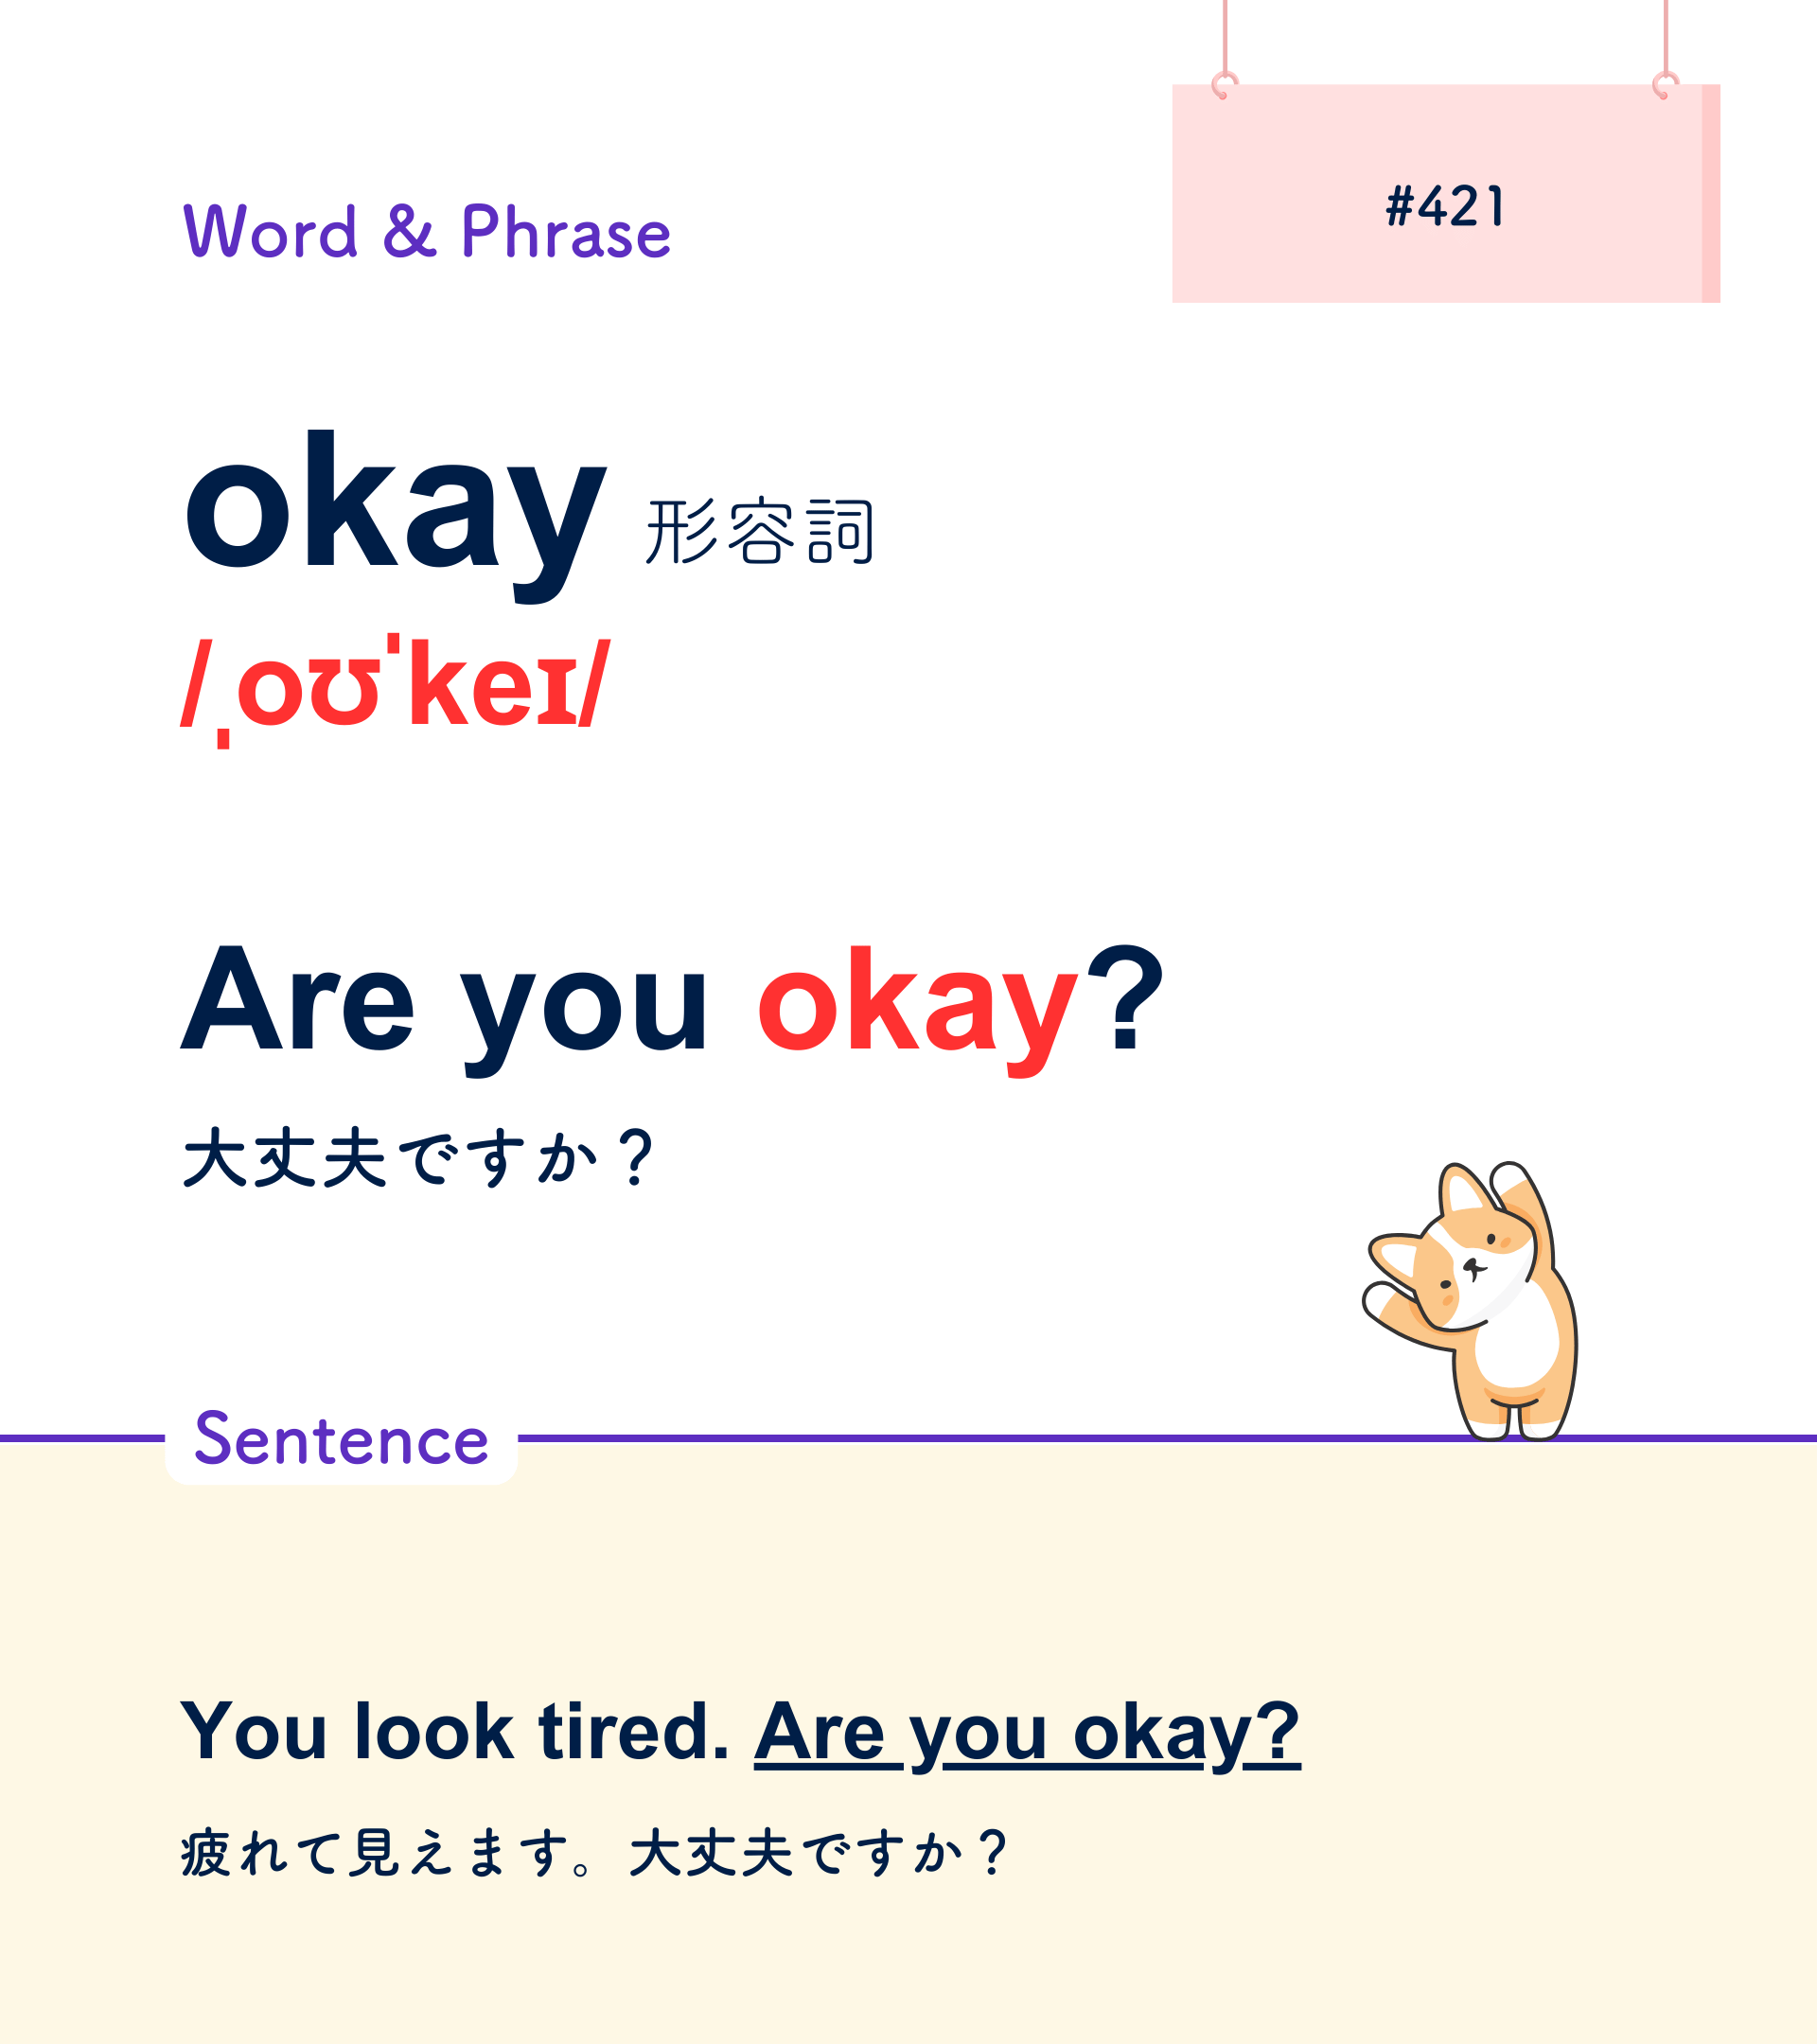 #421
Word & Phrase
okay 形容詞
/ˌoʊˈkeɪ/
Are you okay?
大丈夫ですか？
Sentence
You look tired. Are you okay?
疲れて見えます。 大丈夫ですか？